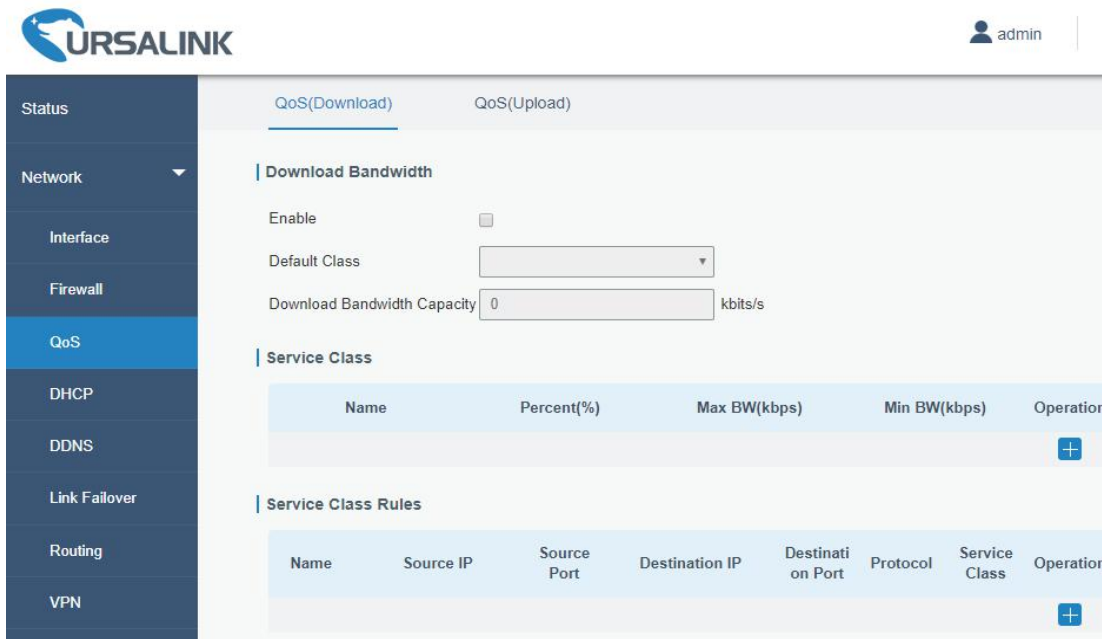 URSALINK
admin
Status
QoS(Download)
QoS(Upload)
Network
Download Bandwidth
Interface
Enable
Default Class
Firewall
Download Bandwidth Capacity 0 kbits/s
QoS
Service Class
DHCP
Name Percent(%) Max BW(kbps) Min BW(kbps) Operation
DDNS
+
Link Failover
Service Class Rules
Routing
Name Source IP Source Port Destination IP Destinati on Port Protocol Service Class Operation
VPN
+